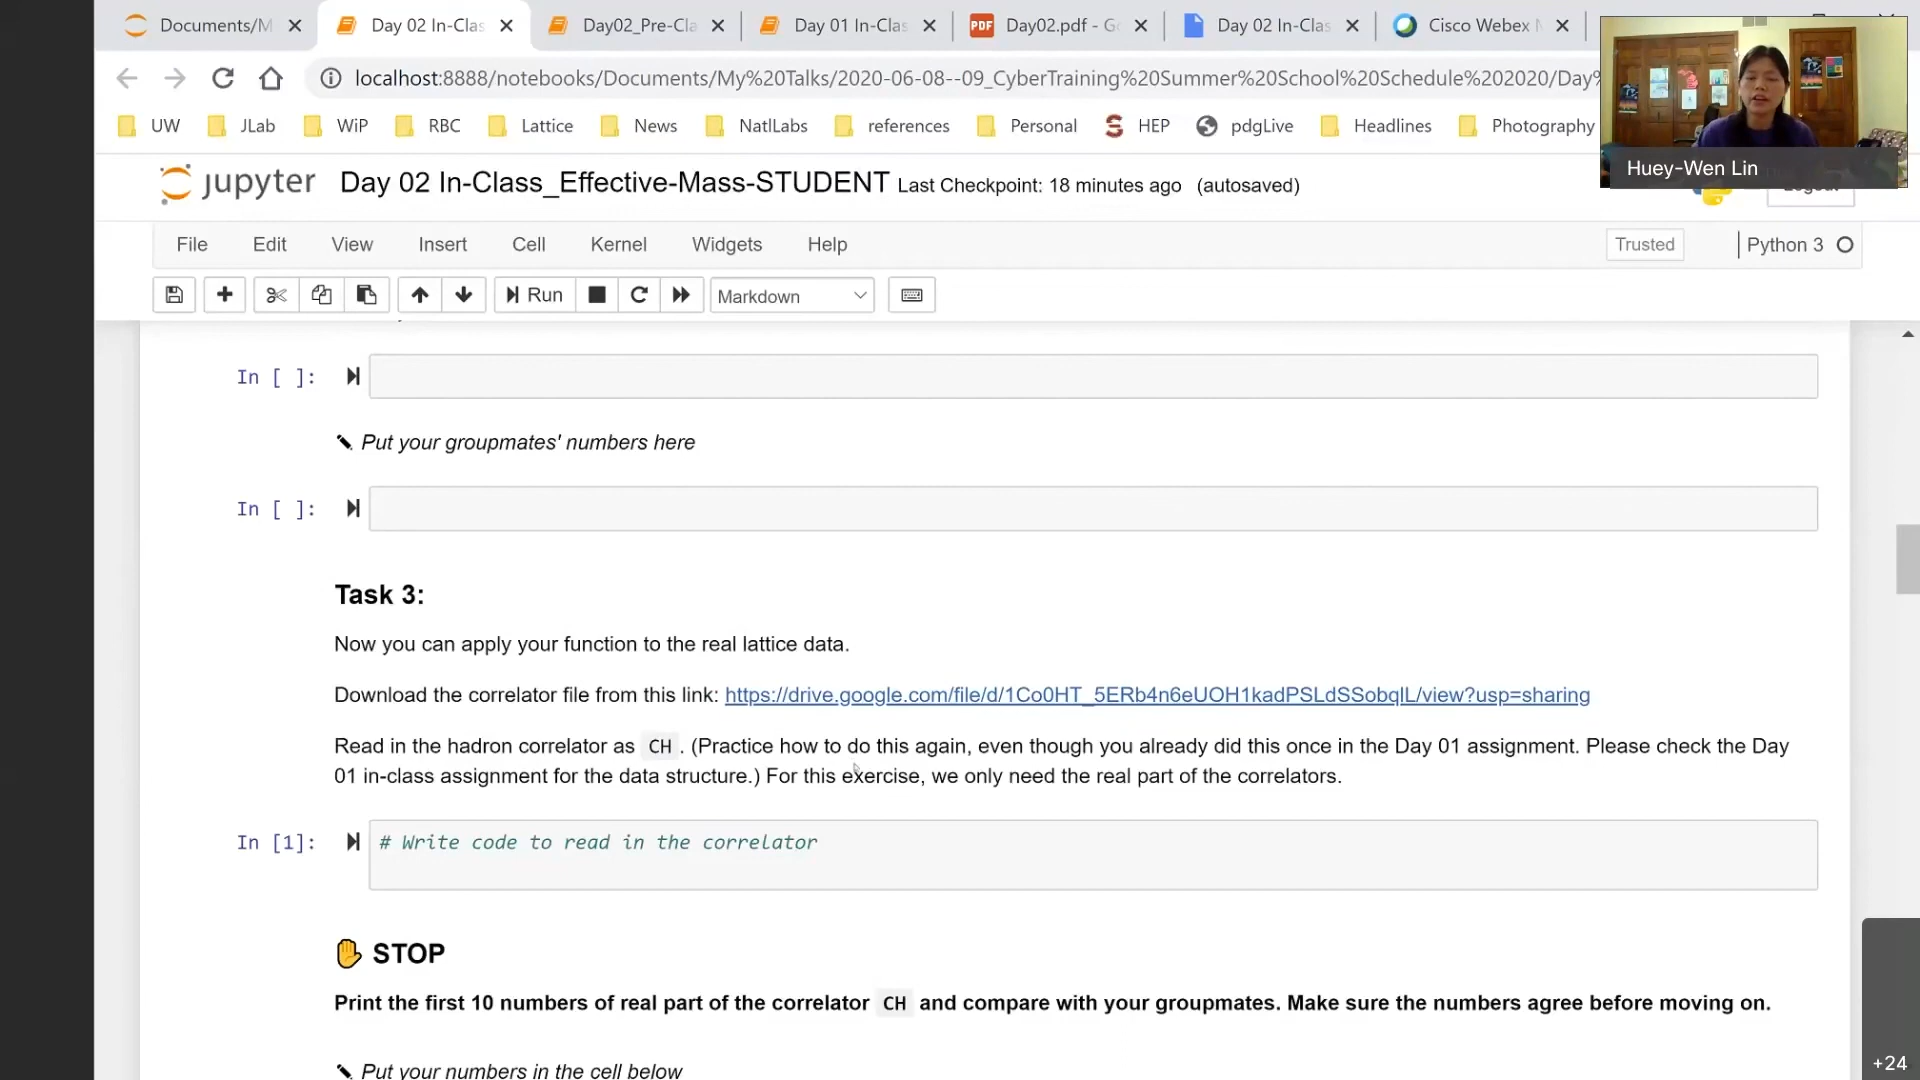 Documents/M
Day 02 In-Clas
Day02_Pre-Cla
Day 01 In-Clas
PDF
Day02.pdf - Go
Day 02 In-Clas
Cisco Webex M
localhost:8888/notebooks/Documents/My%20Talks/2020-06-08--09_CyberTraining%20Summer%20School%20Schedule%202020/Day%
UW
JLab
WiP
RBC
Lattice
News
NatlLabs
references
Personal
HEP
pdgLive
Headlines
Photography
Huey-Wen Lin
jupyter
Day 02 In-Class_Effective-Mass-STUDENT Last Checkpoint: 18 minutes ago (autosaved)
Logout
File
Edit
View
Insert
Cell
Kernel
Widgets
Help
Trusted
Python 3
Run
Markdown
In [ ]:
Put your groupmates' numbers here
In [ ]:
Task 3:
Now you can apply your function to the real lattice data.
Download the correlator file from this link: https://drive.google.com/file/d/1Co0HT_5ERb4n6eUOH1kadPSLdSSobqlL/view?usp=sharing
Read in the hadron correlator as CH . (Practice how to do this again, even though you already did this once in the Day 01 assignment. Please check the Day
01 in-class assignment for the data structure.) For this exercise, we only need the real part of the correlators.
In [1]:
# Write code to read in the correlator
STOP
Print the first 10 numbers of real part of the correlator CH and compare with your groupmates. Make sure the numbers agree before moving on.
Put your numbers in the cell below
+24